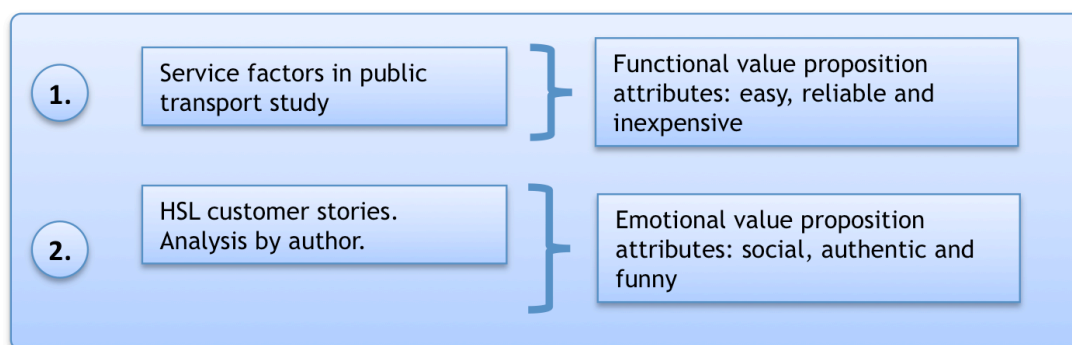 1.
Service factors in public
transport study
Functional value proposition
attributes: easy, reliable and
inexpensive
2.
HSL customer stories.
Analysis by author.
Emotional value proposition
attributes: social, authentic and
funny